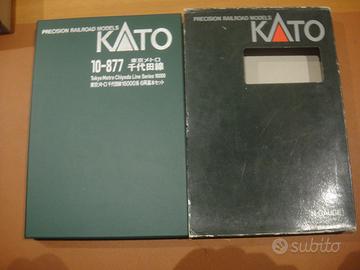 PRECISION RAILROAD MODELS
KATO
10-877 東京メトロ
千代田線
Tokyo Metro Chiyoda Line Series 16000
東京メトロ 千代田線16000系 6両基本セット
PRECISION RAILROAD MODELS
KATO
N GAUGE
subito